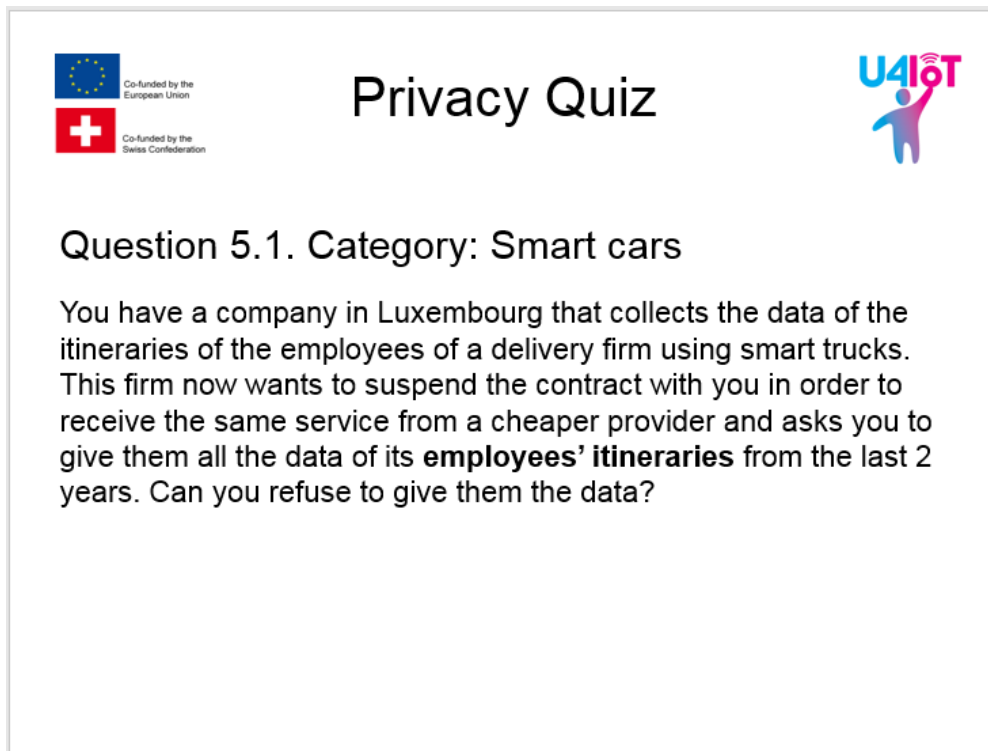 Co-funded by the
European Union
Co-funded by the
Swiss Confederation
Privacy Quiz
U4IoT
Question 5.1. Category: Smart cars
You have a company in Luxembourg that collects the data of the
itineraries of the employees of a delivery firm using smart trucks.
This firm now wants to suspend the contract with you in order to
receive the same service from a cheaper provider and asks you to
give them all the data of its employees’ itineraries from the last 2
years. Can you refuse to give them the data?